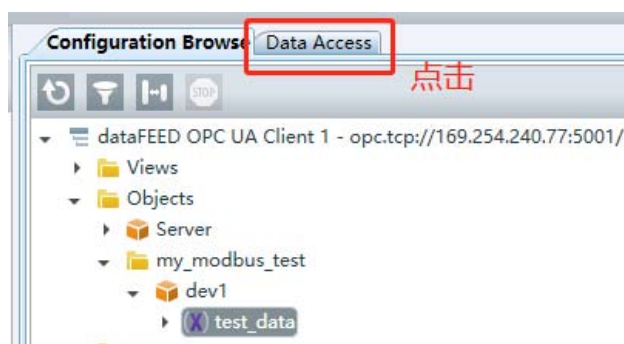 Configuration Browse Data Access
点击
STOP
dataFEED OPC UA Client 1 - opc.tcp://169.254.240.77:5001/
Views
Objects
Server
my_modbus_test
dev1
test_data